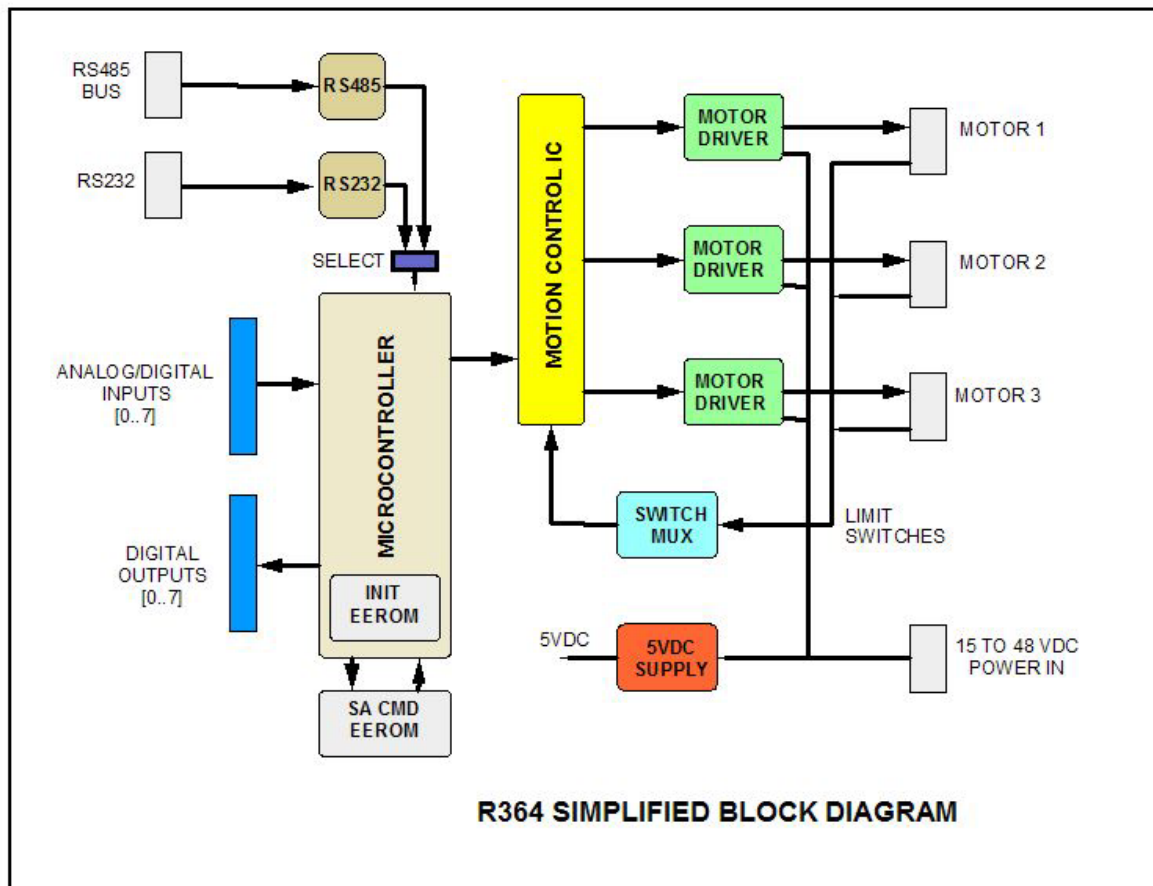 RS485
BUS
RS485
RS232
RS232
SELECT
ANALOG/DIGITAL
INPUTS
[0..7]
DIGITAL
OUTPUTS
[0..7]
MICROCONTROLLER
INIT
EEROM
SA CMD
EEROM
MOTION CONTROL IC
MOTOR
DRIVER
MOTOR 1
MOTOR
DRIVER
MOTOR 2
MOTOR
DRIVER
MOTOR 3
SWITCH
MUX
LIMIT
SWITCHES
5VDC
5VDC
SUPPLY
15 TO 48 VDC
POWER IN
R364 SIMPLIFIED BLOCK DIAGRAM